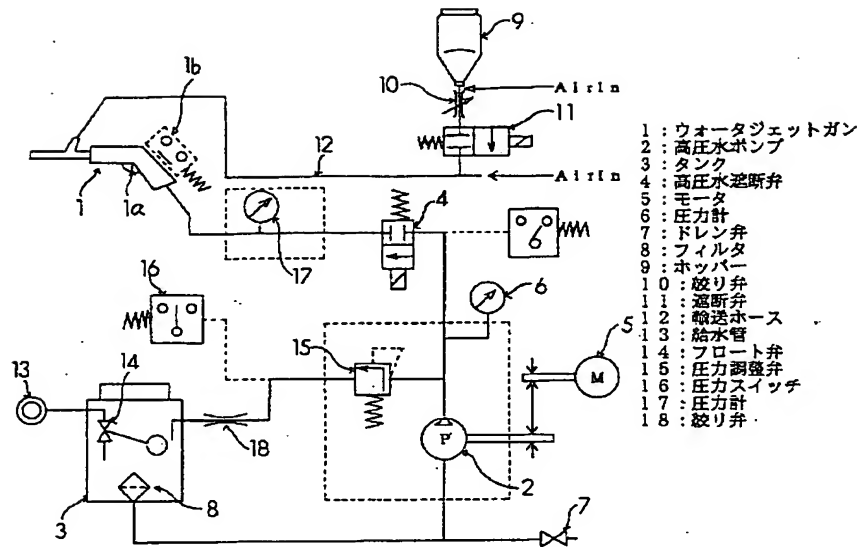 9
1b
10
AirIn
11
12
AirIn
1
1a
4
17
16
6
15
5
M
13
14
18
P
2
3
8
7
1:ウォータジェットガン
2:高圧水ポンプ
3:タンク
4:高圧水遮断弁
5:モータ
6:圧力計
7:ドレン弁
8:フィルタ
9:ホッパー
10:絞り弁
11:遮断弁
12:輸送ホース
13:給水管
14:フロート弁
15:圧力調整弁
16:圧力スイッチ
17:圧力計
18:絞り弁